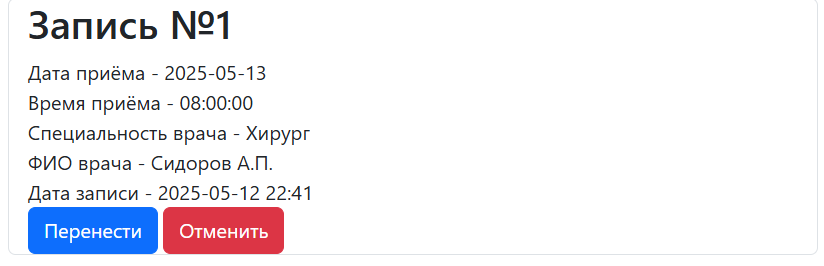 Запись №1
Дата приёма - 2025-05-13
Время приёма - 08:00:00
Специальность врача - Хирург
ФИО врача - Сидоров А.П.
Дата записи - 2025-05-12 22:41
Перенести Отменить